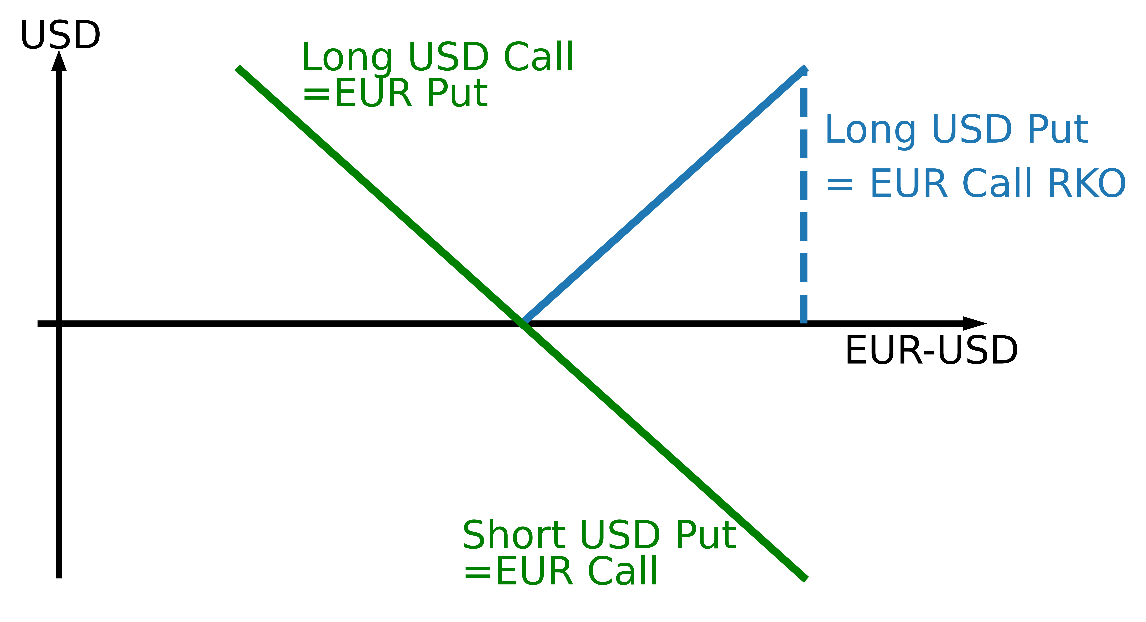 USD
Long USD Call
=EUR Put
Long USD Put
= EUR Call RKO
EUR-USD
Short USD Put
=EUR Call